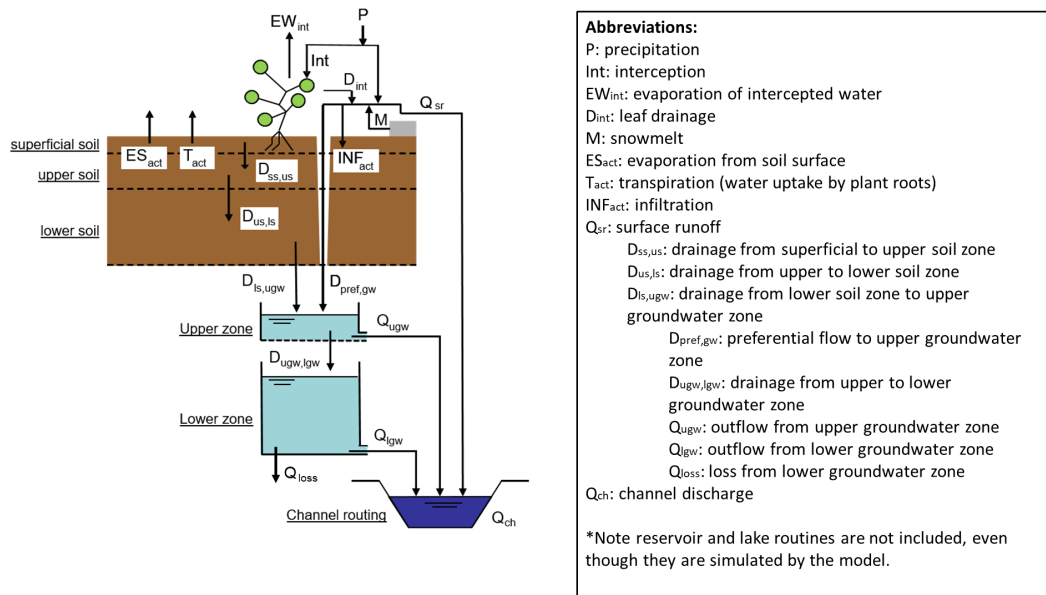 EWint
P
Int
Dint
Qsr
M
superficial soil
ESact
Tact
INFact
Dss,us
upper soil
Dus,ls
lower soil
Dls,ugw
Dpref,gw
Upper zone
Qugw
Dugw,lgw
Lower zone
Qlgw
Qloss
Channel routing
Qch
Abbreviations:
P: precipitation
Int: interception
EWint: evaporation of intercepted water
Dint: leaf drainage
M: snowmelt
ESact: evaporation from soil surface
Tact: transpiration (water uptake by plant roots)
INFact: infiltration
Qsr: surface runoff
Dss,us: drainage from superficial to upper soil zone
Dus,ls: drainage from upper to lower soil zone
Dls,ugw: drainage from lower soil zone to upper
groundwater zone
Dpref,gw: preferential flow to upper groundwater
zone
Dugw,lgw: drainage from upper to lower
groundwater zone
Qugw: outflow from upper groundwater zone
Qlgw: outflow from lower groundwater zone
Qloss: loss from lower groundwater zone
Qch: channel discharge
*Note reservoir and lake routines are not included, even
though they are simulated by the model.